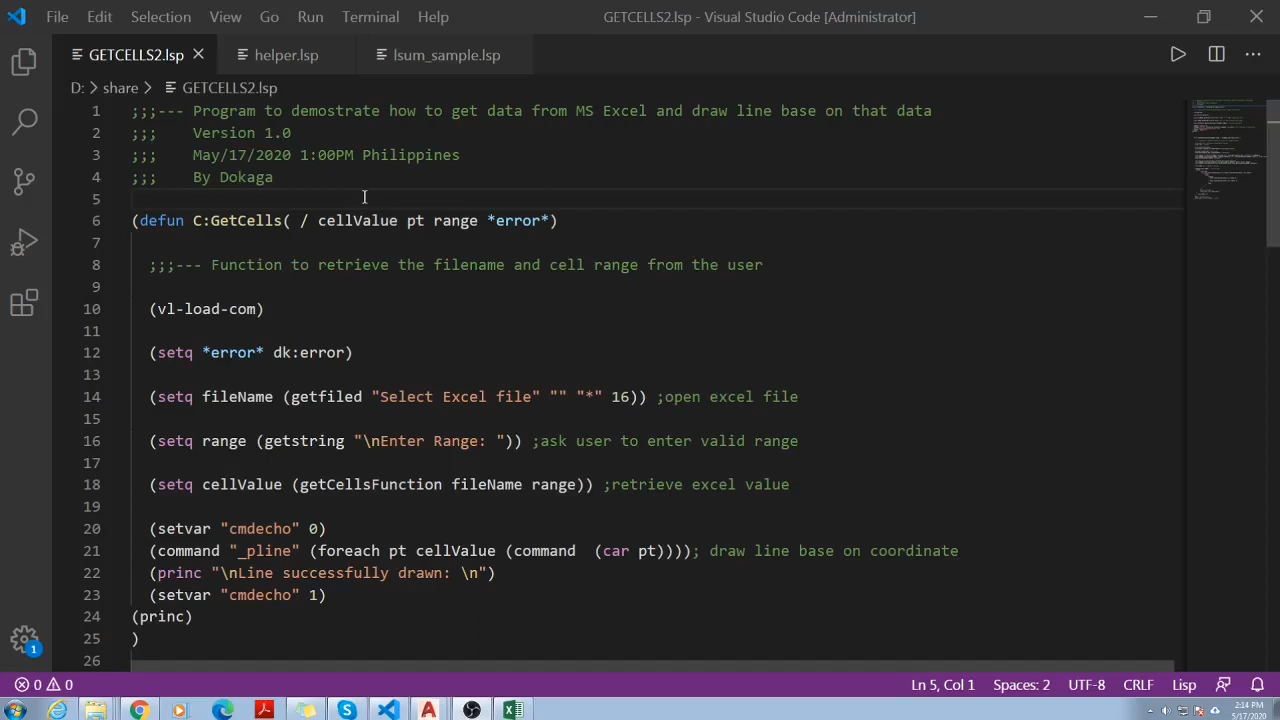 File Edit Selection View Go Run Terminal Help GETCELLS2.lsp - Visual Studio Code [Administrator]
GETCELLS2.lsp helper.lsp lsum_sample.lsp
D: > share > GETCELLS2.lsp
1 ;;;--- Program to demostrate how to get data from MS Excel and draw line base on that data
2 ;;; Version 1.0
3 ;;; May/17/2020 1:00PM Philippines
4 ;;; By Dokaga
5
6 (defun C:GetCells( / cellValue pt range *error*)
7
8 ;;;--- Function to retrieve the filename and cell range from the user
9
10 (vl-load-com)
11
12 (setq *error* dk:error)
13
14 (setq fileName (getfiled "Select Excel file" "" "*" 16)) ;open excel file
15
16 (setq range (getstring "\nEnter Range: ")) ;ask user to enter valid range
17
18 (setq cellValue (getCellsFunction fileName range)) ;retrieve excel value
19
20 (setvar "cmdecho" 0)
21 (command "_pline" (foreach pt cellValue (command  (car pt)))); draw line base on coordinate
22 (princ "\nLine successfully drawn: \n")
23 (setvar "cmdecho" 1)
24 (princ)
25 )
26
1
0 0 Ln 5, Col 1 Spaces: 2 UTF-8 CRLF Lisp
2:14 PM
5/17/2020